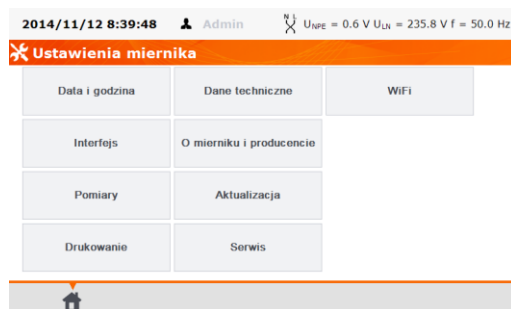 2014/11/12 8:39:48 Admin N L UNPE = 0.6 V ULN = 235.8 V f = 50.0 Hz
Ustawienia miernika
Data i godzina Dane techniczne WiFi
Interfejs O mierniku i producencie
Pomiary Aktualizacja
Drukowanie Serwis